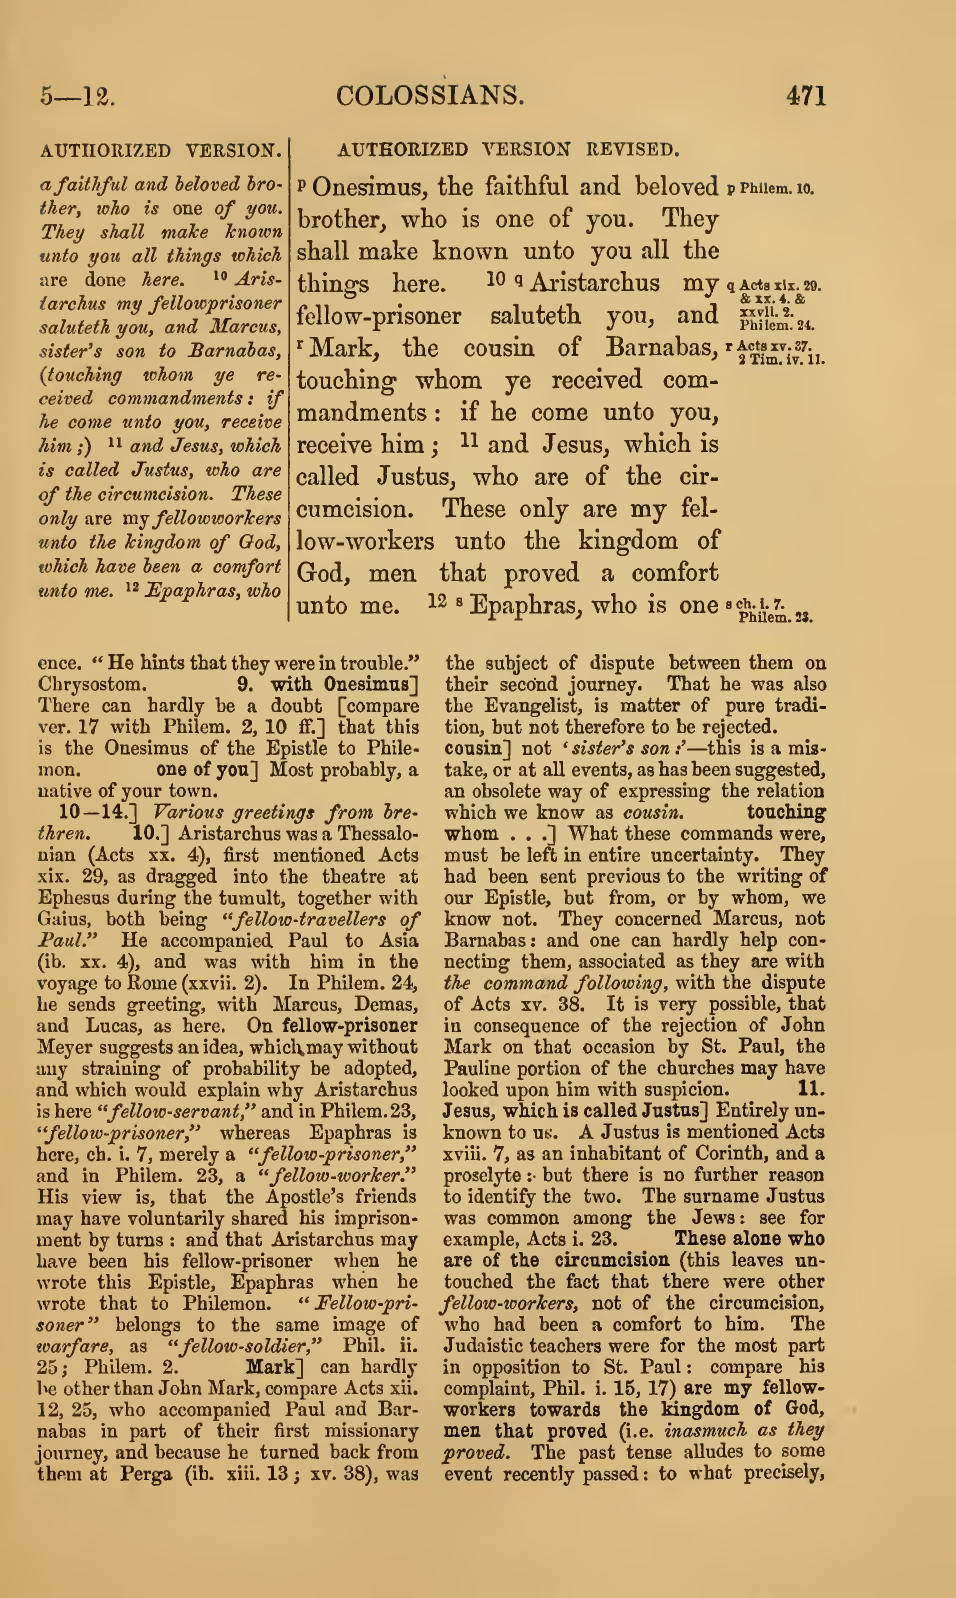 5—12.
COLOSSIANS.
471
AUTHORIZED VERSION.
a faithful and beloved bro-
ther, who is one of you.
They shall make known
unto you all things which
are done here. 10 Aris-
tarchus my fellowprisoner
saluteth you, and Marcus,
sister's son to Barnabas,
(touching whom ye re-
ceived commandments: if
he come unto you, receive
him;) 11 and Jesus, which
is called Justus, who are
of the circumcision. These
only are my fellowworkers
unto the kingdom of God,
which have been a comfort
unto me. 12 Epaphras, who
AUTHORIZED VERSION REVISED.
p Onesimus, the faithful and beloved
brother, who is one of you. They
shall make known unto you all the
things here. 10 q Aristarchus my
fellow-prisoner saluteth you, and
r Mark, the cousin of Barnabas,
touching whom ye received com-
mandments: if he come unto you,
receive him; 11 and Jesus, which is
called Justus, who are of the cir-
cumcision. These only are my fel-
low-workers unto the kingdom of
God, men that proved a comfort
unto me. 12 s Epaphras, who is one
p Philem. 10.
q Acts xix. 29.
& xx. 4. &
xxvii. 2.
Philem. 24.
r Acts xv. 37.
2 Tim. iv. 11.
s ch. i. 7.
Philem. 23.
ence. "He hints that they were in trouble."
Chrysostom. 9. with Onesimus]
There can hardly be a doubt [compare
ver. 17 with Philem. 2, 10 ff.] that this
is the Onesimus of the Epistle to Phile-
mon. one of you] Most probably, a
native of your town.
10—14.] Various greetings from bre-
thren. 10.] Aristarchus was a Thessalo-
nian (Acts xx. 4), first mentioned Acts
xix. 29, as dragged into the theatre at
Ephesus during the tumult, together with
Gaius, both being "fellow-travellers of
Paul." He accompanied Paul to Asia
(ib. xx. 4), and was with him in the
voyage to Rome (xxvii. 2). In Philem. 24,
he sends greeting, with Marcus, Demas,
and Lucas, as here. On fellow-prisoner
Meyer suggests an idea, which may without
any straining of probability be adopted,
and which would explain why Aristarchus
is here "fellow-servant," and in Philem. 23,
"fellow-prisoner," whereas Epaphras is
here, ch. i. 7, merely a "fellow-prisoner,"
and in Philem. 23, a "fellow-worker."
His view is, that the Apostle's friends
may have voluntarily shared his imprison-
ment by turns: and that Aristarchus may
have been his fellow-prisoner when he
wrote this Epistle, Epaphras when he
wrote that to Philemon. "Fellow-pri-
soner" belongs to the same image of
warfare, as "fellow-soldier," Phil. ii.
25; Philem. 2. Mark] can hardly
be other than John Mark, compare Acts xii.
12, 25, who accompanied Paul and Bar-
nabas in part of their first missionary
journey, and because he turned back from
them at Perga (ib. xiii. 13; xv. 38), was
the subject of dispute between them on
their second journey. That he was also
the Evangelist, is matter of pure tradi-
tion, but not therefore to be rejected.
cousin] not 'sister's son:'—this is a mis-
take, or at all events, as has been suggested,
an obsolete way of expressing the relation
which we know as cousin. touching
whom . . .] What these commands were,
must be left in entire uncertainty. They
had been sent previous to the writing of
our Epistle, but from, or by whom, we
know not. They concerned Marcus, not
Barnabas: and one can hardly help con-
necting them, associated as they are with
the command following, with the dispute
of Acts xv. 38. It is very possible, that
in consequence of the rejection of John
Mark on that occasion by St. Paul, the
Pauline portion of the churches may have
looked upon him with suspicion. 11.
Jesus, which is called Justus] Entirely un-
known to us. A Justus is mentioned Acts
xviii. 7, as an inhabitant of Corinth, and a
proselyte: but there is no further reason
to identify the two. The surname Justus
was common among the Jews: see for
example, Acts i. 23. These alone who
are of the circumcision (this leaves un-
touched the fact that there were other
fellow-workers, not of the circumcision,
who had been a comfort to him. The
Judaistic teachers were for the most part
in opposition to St. Paul: compare his
complaint, Phil. i. 15, 17) are my fellow-
workers towards the kingdom of God,
men that proved (i.e. inasmuch as they
proved. The past tense alludes to some
event recently passed: to what precisely,